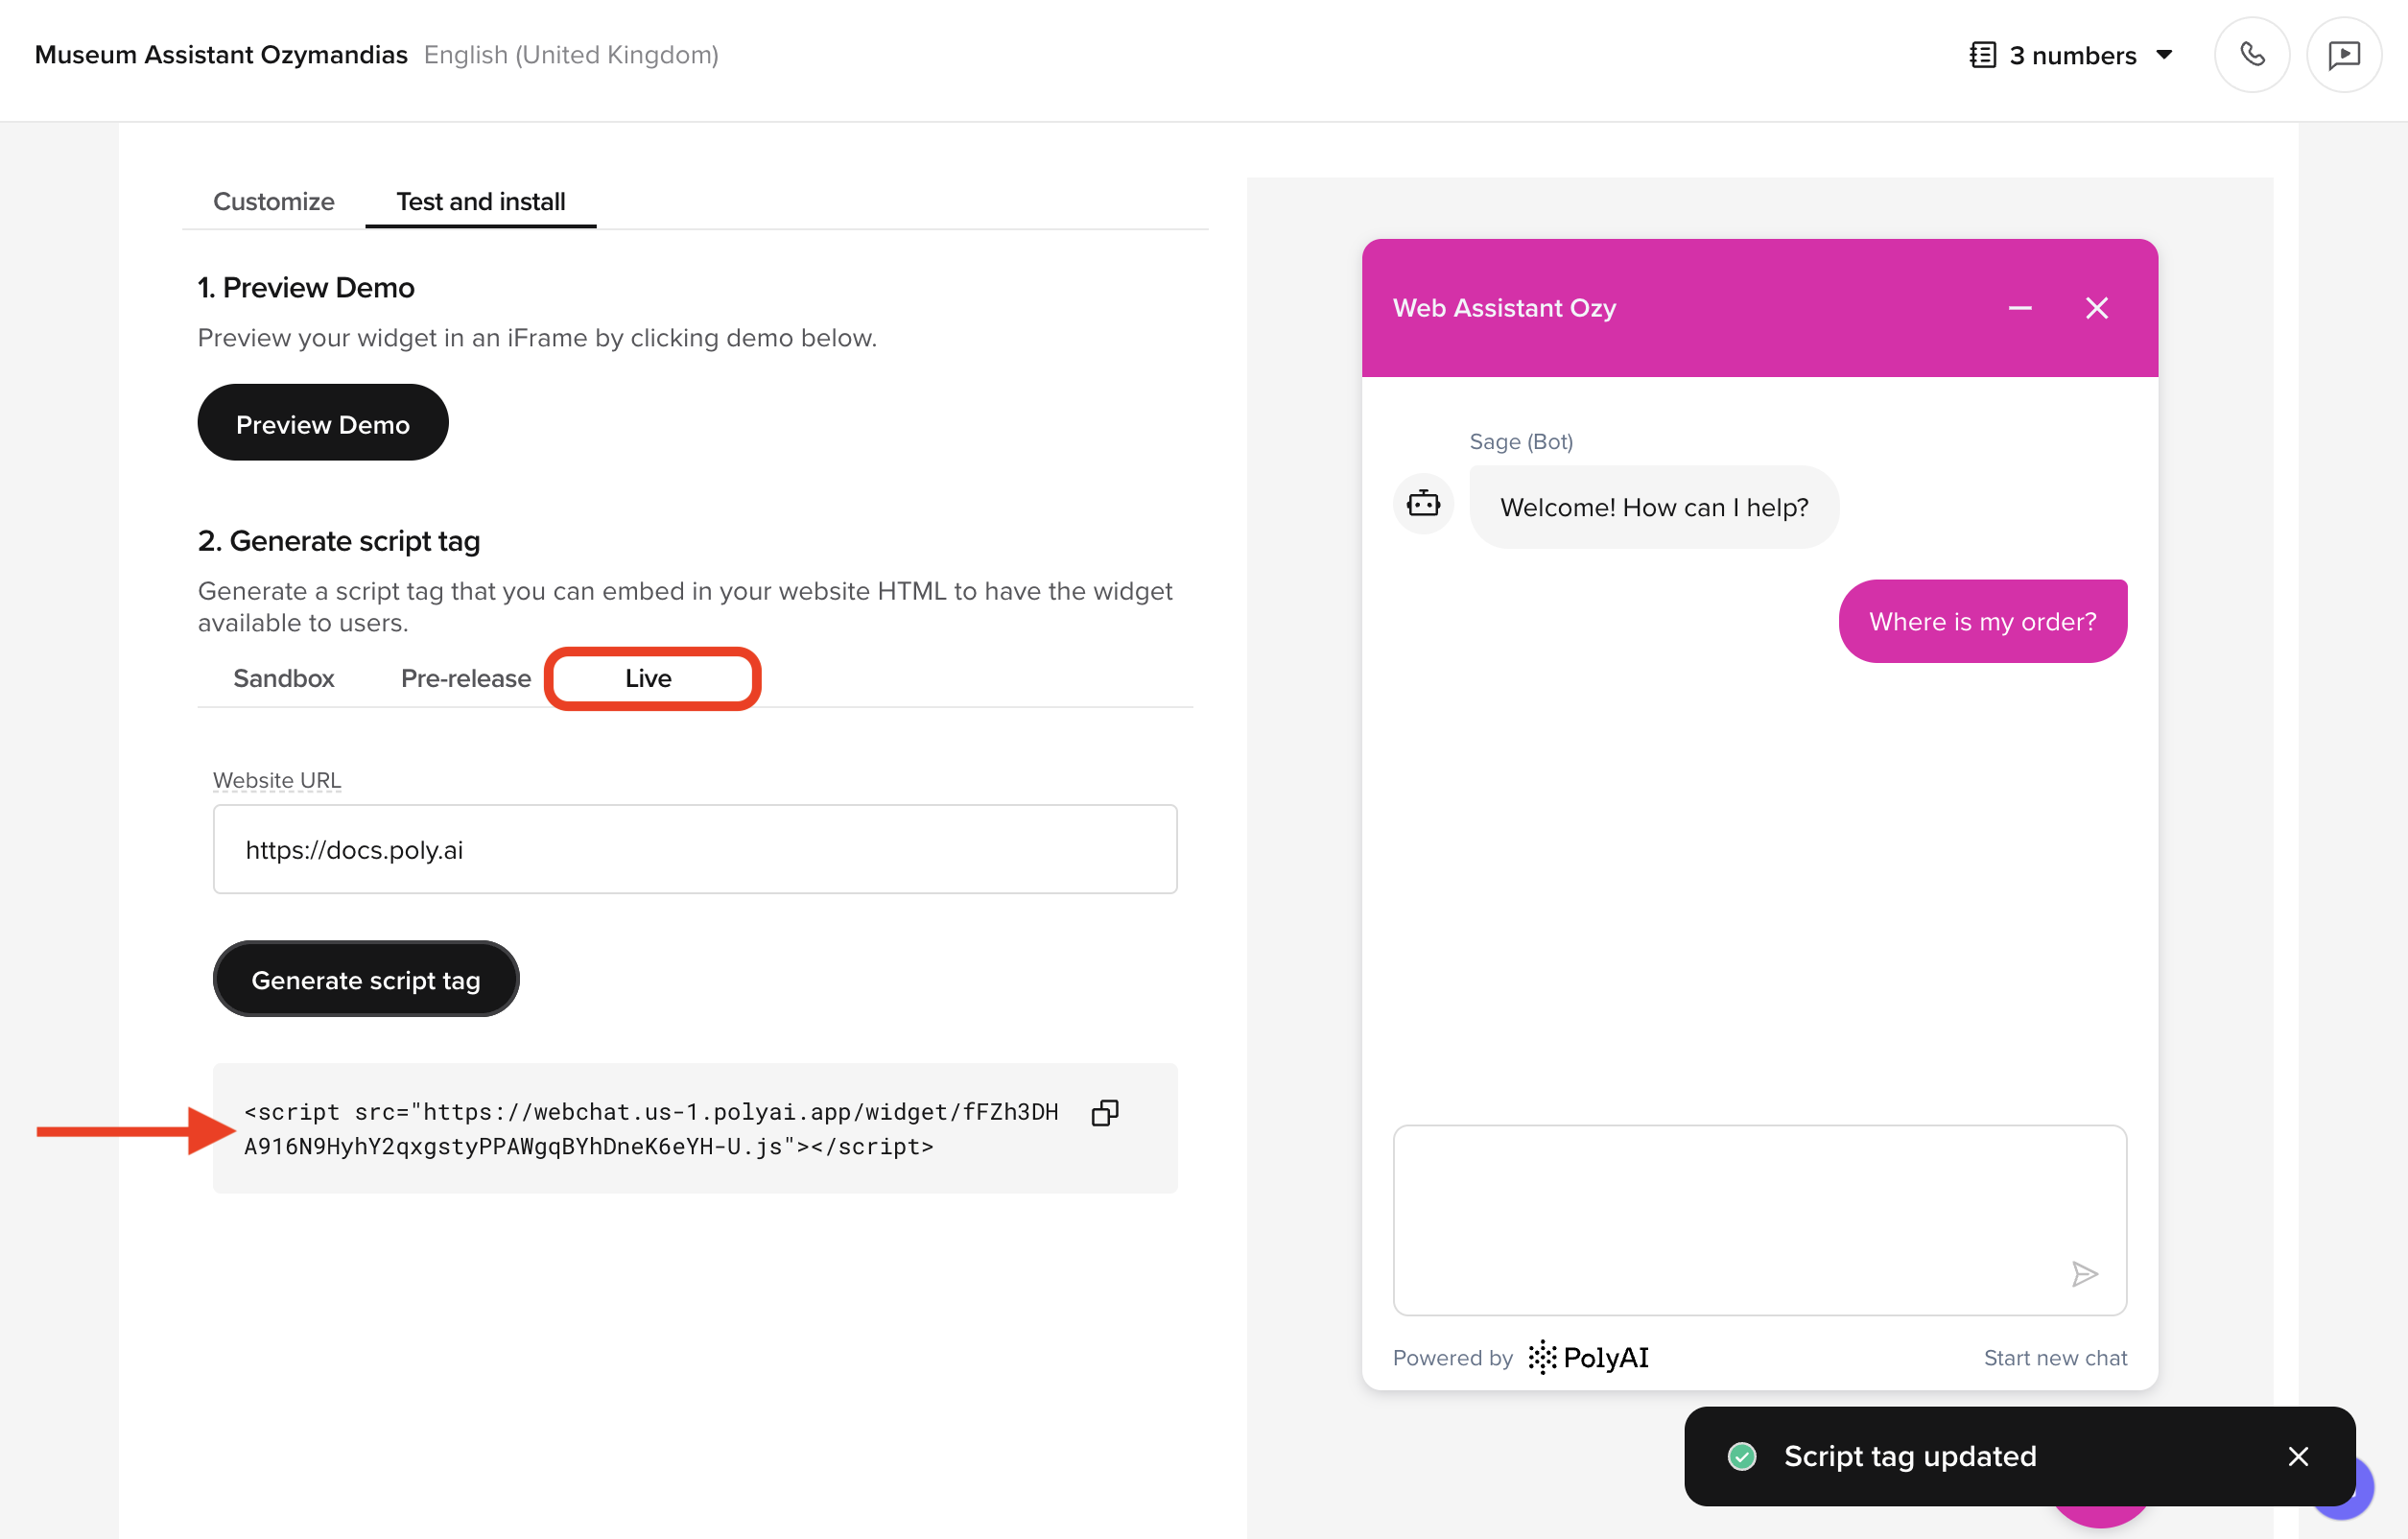 Museum Assistant Ozymandias English (United Kingdom)
3 numbers
Customize
Test and install
1. Preview Demo
Preview your widget in an iFrame by clicking demo below.
Preview Demo
2. Generate script tag
Generate a script tag that you can embed in your website HTML to have the widget
available to users.
Sandbox
Pre-release
Live
Website URL
https://docs.poly.ai
Generate script tag
<script src="https://webchat.us-1.polyai.app/widget/fFZh3DH
A916N9HyhY2qxgstyPPAWgqBYhDneK6eYH-U.js"></script>
Web Assistant Ozy
Sage (Bot)
Welcome! How can I help?
Where is my order?
Powered by PolyAI
Start new chat
Script tag updated